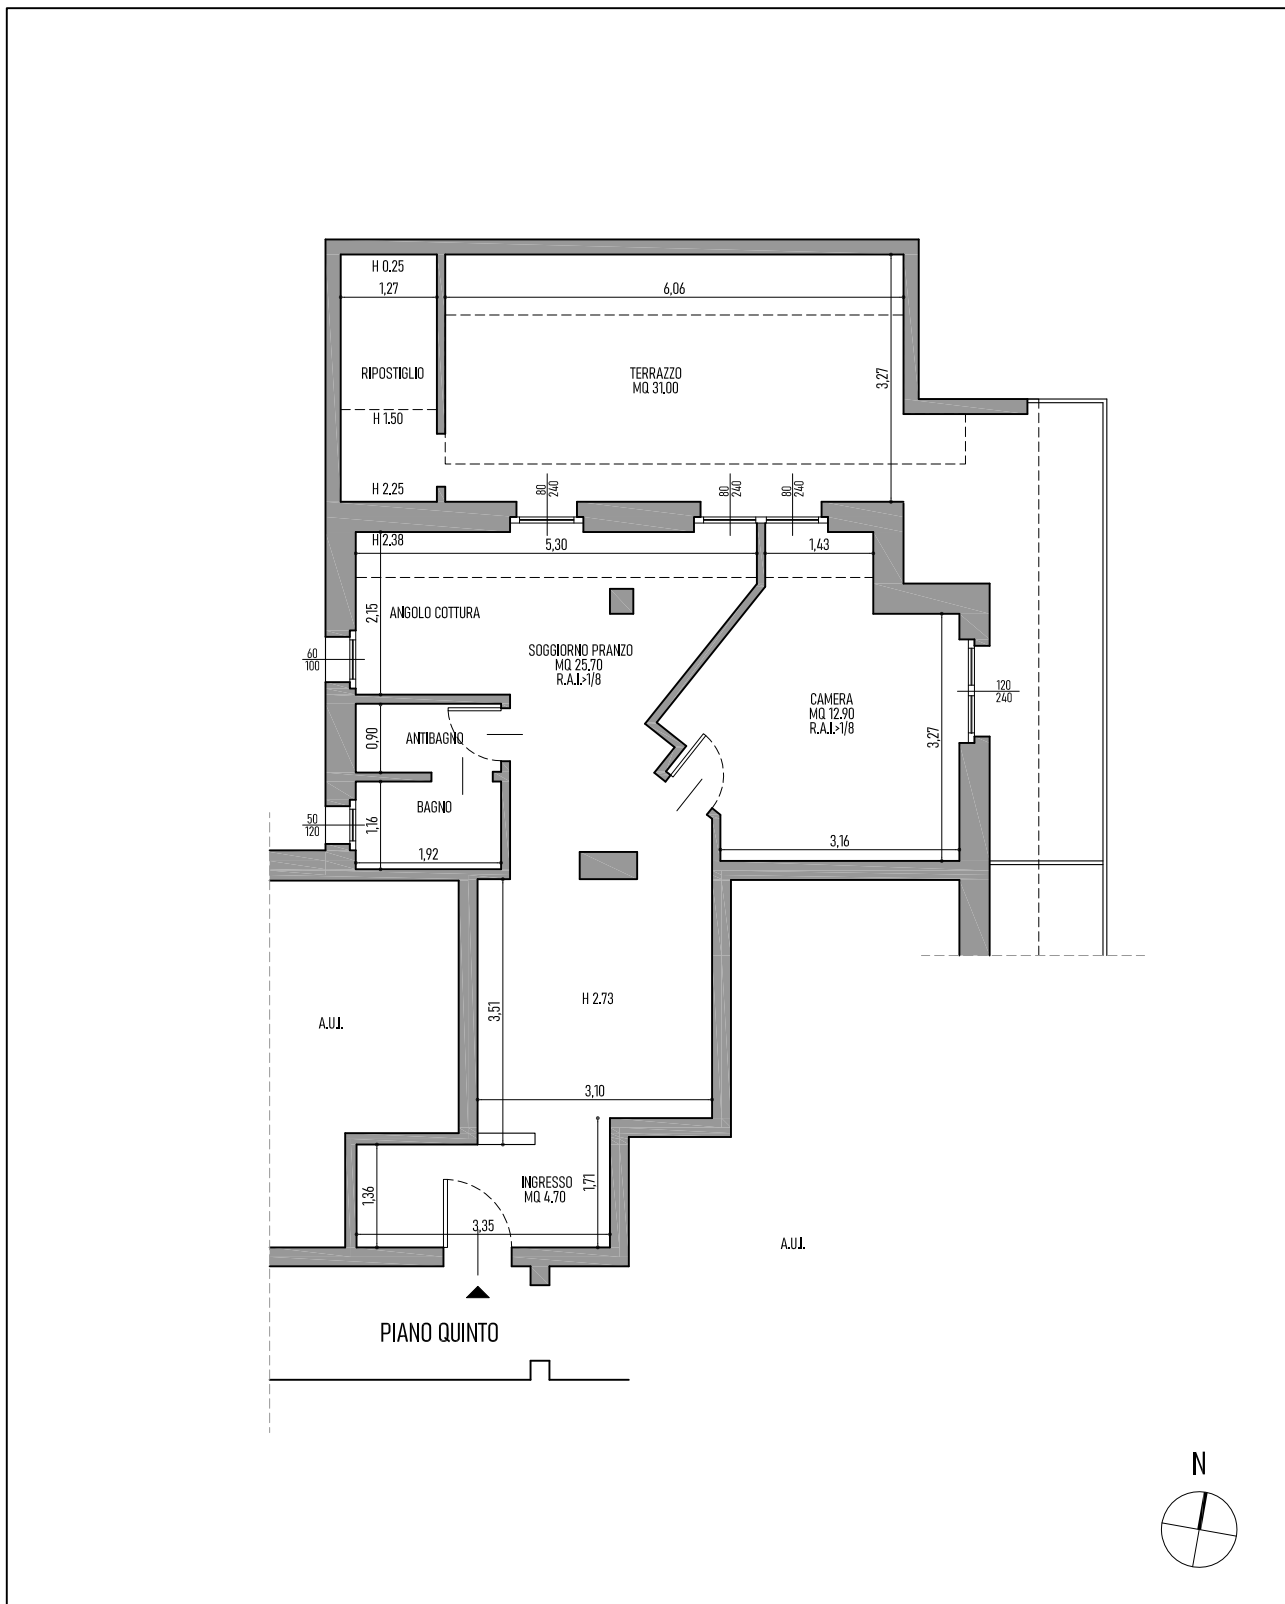 H 0.25
1,27
6,06
RIPOSTIGLIO
TERRAZZO
MQ 31.00
3,27
H 1.50
H 2.25
80
240
80
240
80
240
H 2.38
5,30
1,43
2,15
ANGOLO COTTURA
SOGGIORNO PRANZO
MQ 25.70
R.A.I.>1/8
60
100
CAMERA
MQ 12.90
R.A.I.>1/8
120
240
0,90
ANTIBAGNO
3,27
BAGNO
50
120
1,16
1,92
3,16
3,51
H 2.73
A.U.I.
3,10
1,36
INGRESSO
MQ 4.70
1,71
3,35
A.U.I.
PIANO QUINTO
N